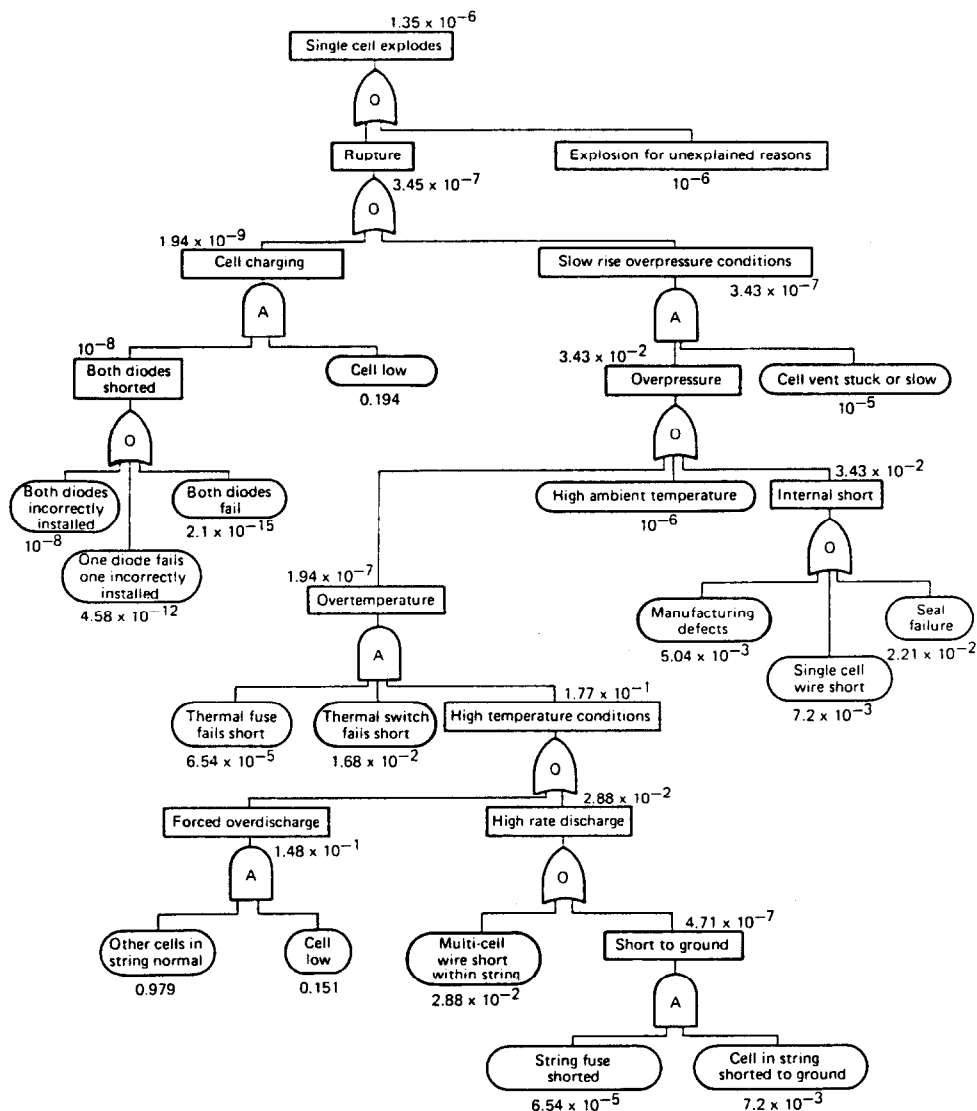 1.35 x 10⁻⁶
Single cell explodes
O
Rupture
Explosion for unexplained reasons
3.45 x 10⁻⁷
10⁻⁶
O
1.94 x 10⁻⁹
Cell charging
Slow rise overpressure conditions
3.43 x 10⁻⁷
A
A
10⁻⁸
Both diodes
shorted
Cell low
0.194
3.43 x 10⁻²
Overpressure
Cell vent stuck or slow
10⁻⁵
O
O
Both diodes
incorrectly
installed
10⁻⁸
Both diodes
fail
2.1 x 10⁻¹⁵
One diode fails
one incorrectly
installed
4.58 x 10⁻¹²
High ambient temperature
10⁻⁶
3.43 x 10⁻²
Internal short
O
1.94 x 10⁻⁷
Overtemperature
Manufacturing
defects
5.04 x 10⁻³
Seal
failure
2.21 x 10⁻²
Single cell
wire short
7.2 x 10⁻³
A
Thermal fuse
fails short
6.54 x 10⁻⁵
Thermal switch
fails short
1.68 x 10⁻²
1.77 x 10⁻¹
High temperature conditions
O
Forced overdischarge
1.48 x 10⁻¹
2.88 x 10⁻²
High rate discharge
A
O
Other cells in
string normal
0.979
Cell
low
0.151
Multi-cell
wire short
within string
2.88 x 10⁻²
4.71 x 10⁻⁷
Short to ground
A
String fuse
shorted
6.54 x 10⁻⁵
Cell in string
shorted to ground
7.2 x 10⁻³